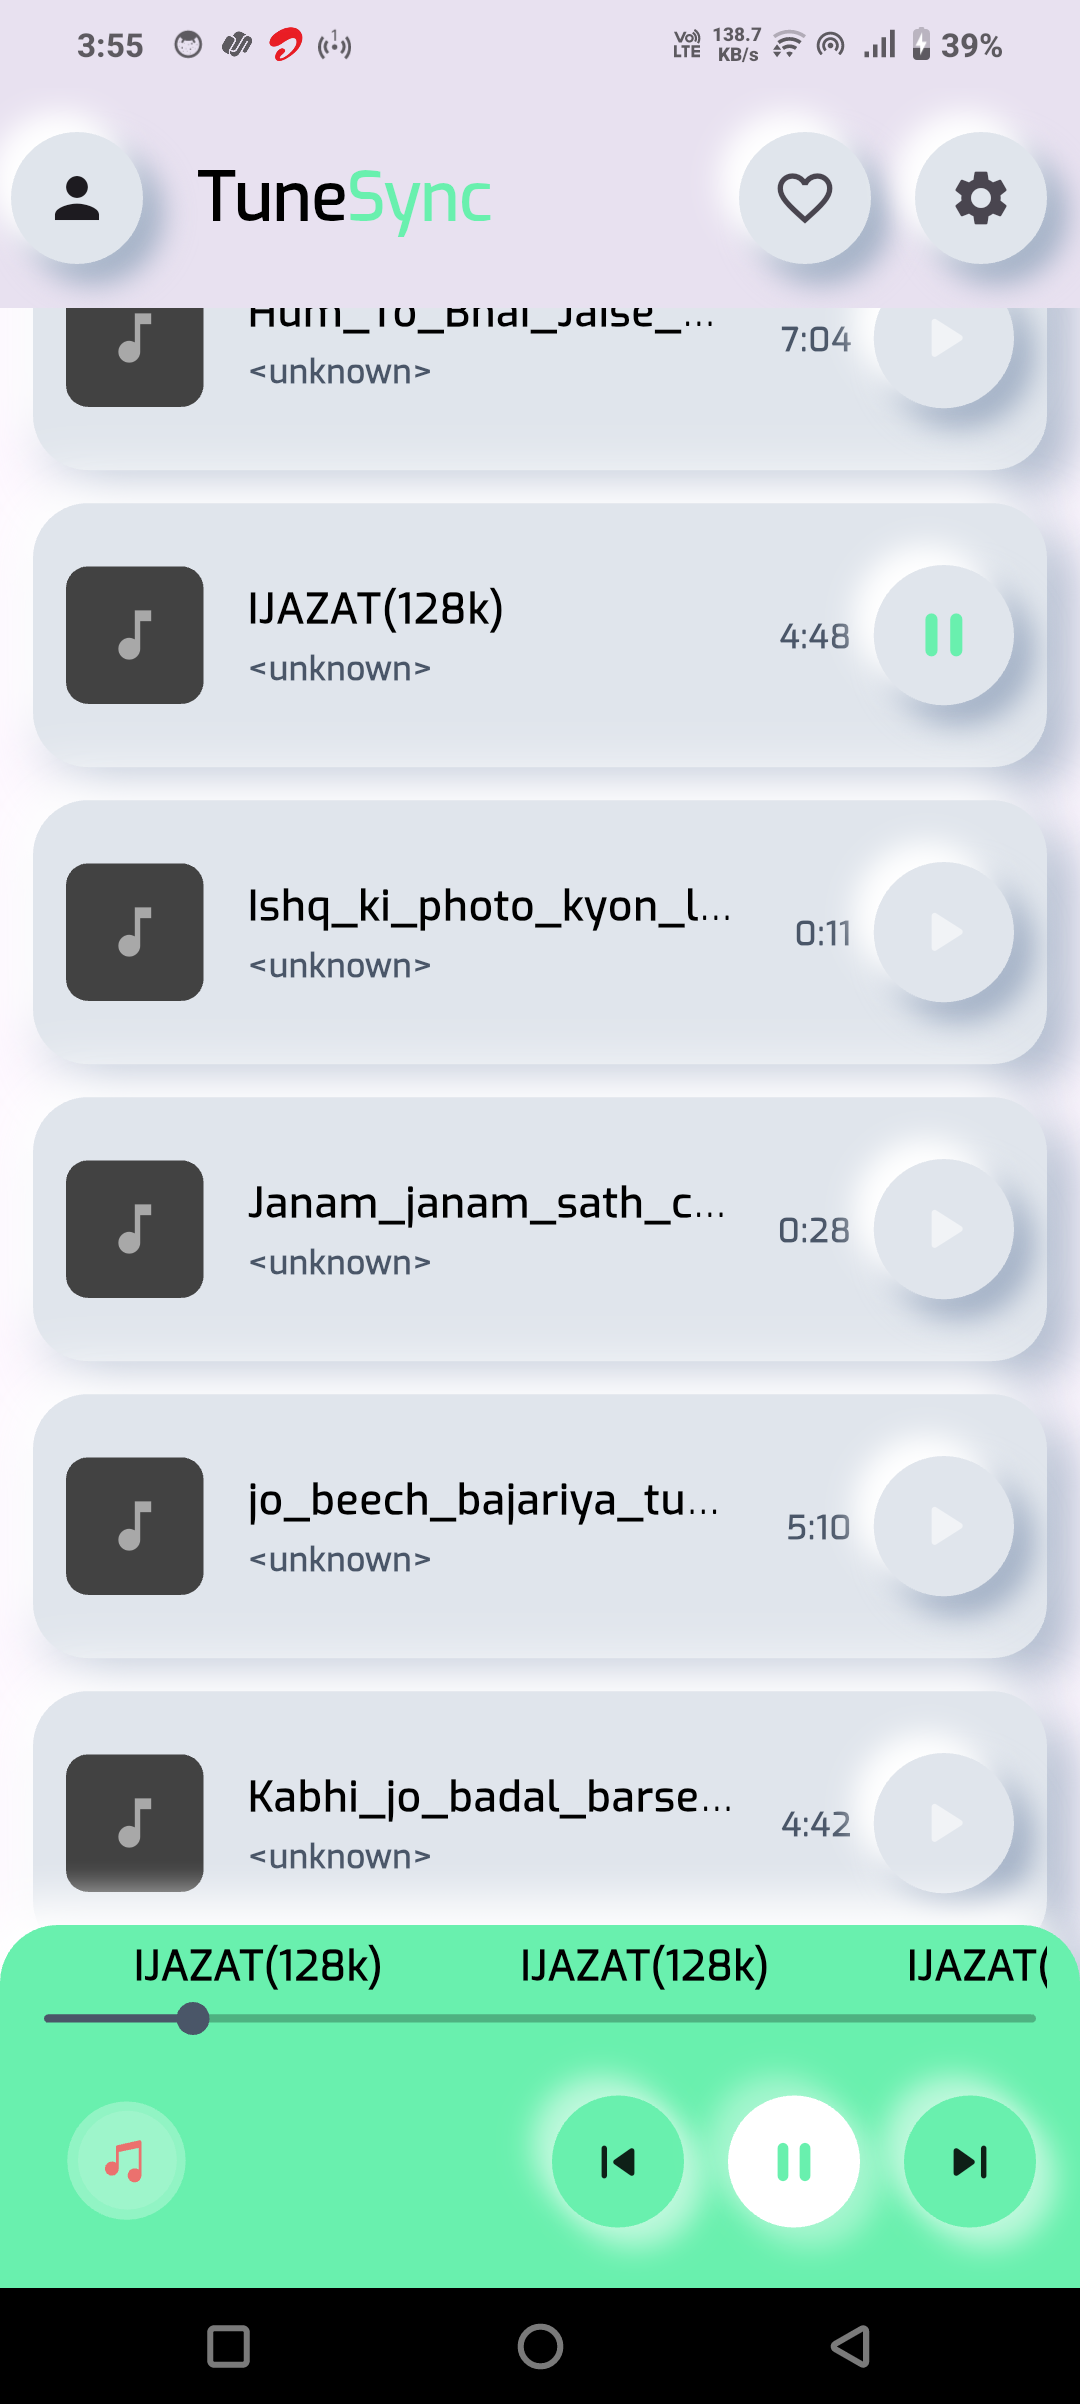 3:55 1 Vo) LTE 138.7 KB/s 39%
TuneSync
Hum_To_Bhai_Jaise_...
7:04
<unknown>
IJAZAT(128k)
4:48
<unknown>
Ishq_ki_photo_kyon_l...
0:11
<unknown>
Janam_janam_sath_c...
0:28
<unknown>
jo_beech_bajariya_tu...
5:10
<unknown>
Kabhi_jo_badal_barse...
4:42
<unknown>
IJAZAT(128k) IJAZAT(128k) IJAZAT(